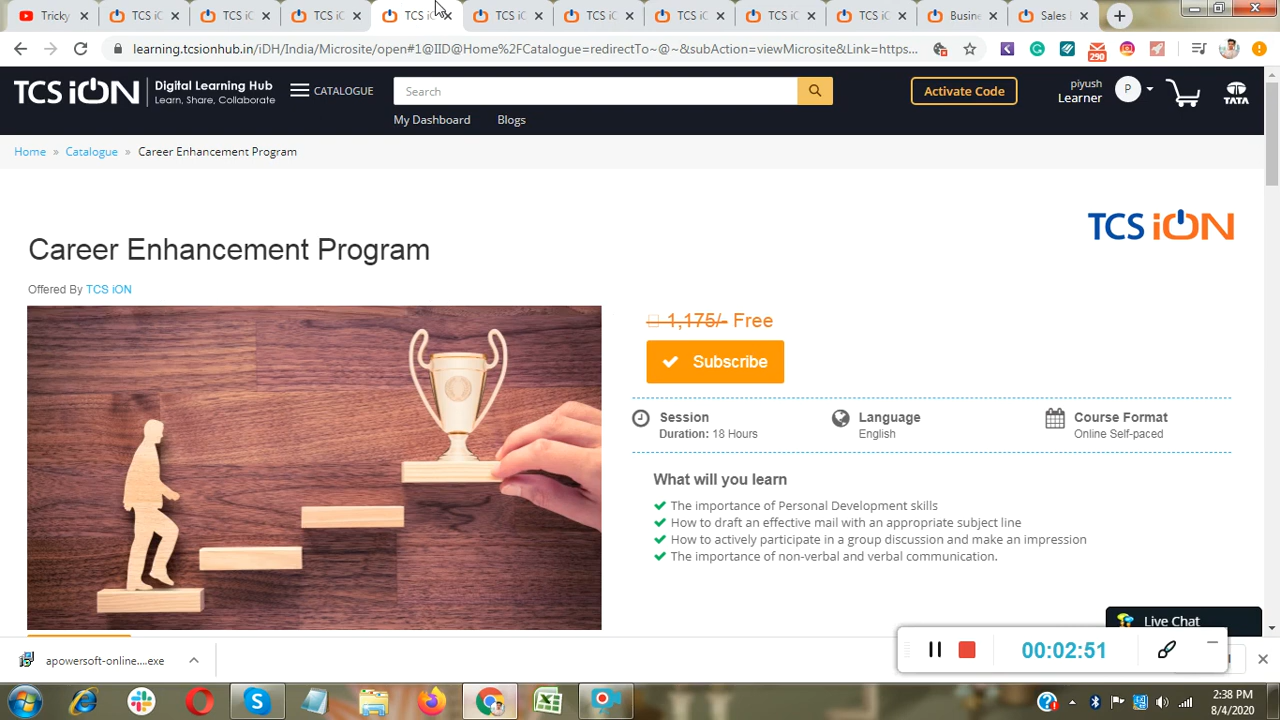 Tricky
TCS iC
TCS iC
TCS iC
TCS iC
TCS iC
TCS iC
TCS iC
TCS iC
TCS iC
Busine
Sales
learning.tcsionhub.in/iDH/India/Microsite/open#1@IID@Home%2FCatalogue=redirectTo~@~&subAction=viewMicrosite&Link=https...
290
TCS iON
Digital Learning Hub
Learn, Share, Collaborate
CATALOGUE
Search
Activate Code
piyush
Learner
P
TATA
My Dashboard
Blogs
Home » Catalogue » Career Enhancement Program
TCS iON
Career Enhancement Program
Offered By TCS iON
1,175/- Free
Subscribe
Session
Duration: 18 Hours
Language
English
Course Format
Online Self-paced
What will you learn
The importance of Personal Development skills
How to draft an effective mail with an appropriate subject line
How to actively participate in a group discussion and make an impression
The importance of non-verbal and verbal communication.
Live Chat
apowersoft-online....exe
00:02:51
2:38 PM
8/4/2020